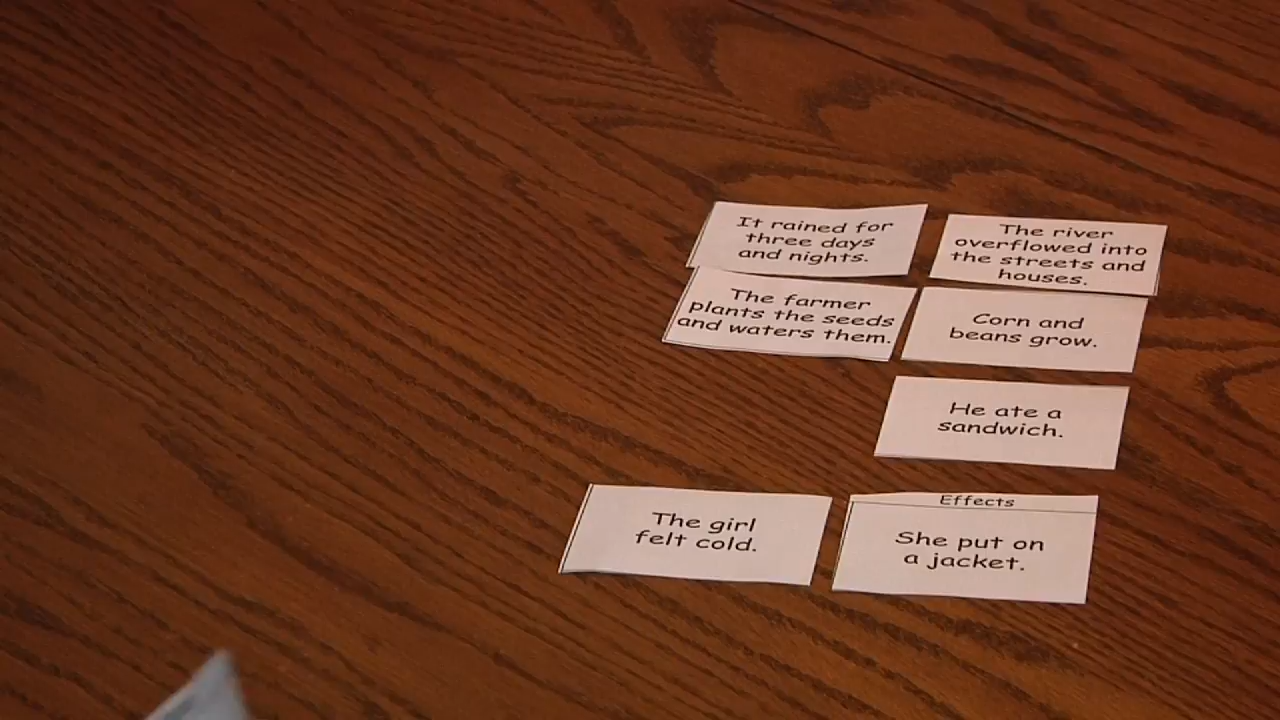 It rained for
three days
and nights.
The river
overflowed into
the streets and
houses.
The farmer
plants the seeds
and waters them.
Corn and
beans grow.
He ate a
sandwich.
The girl
felt cold.
Effects
She put on
a jacket.